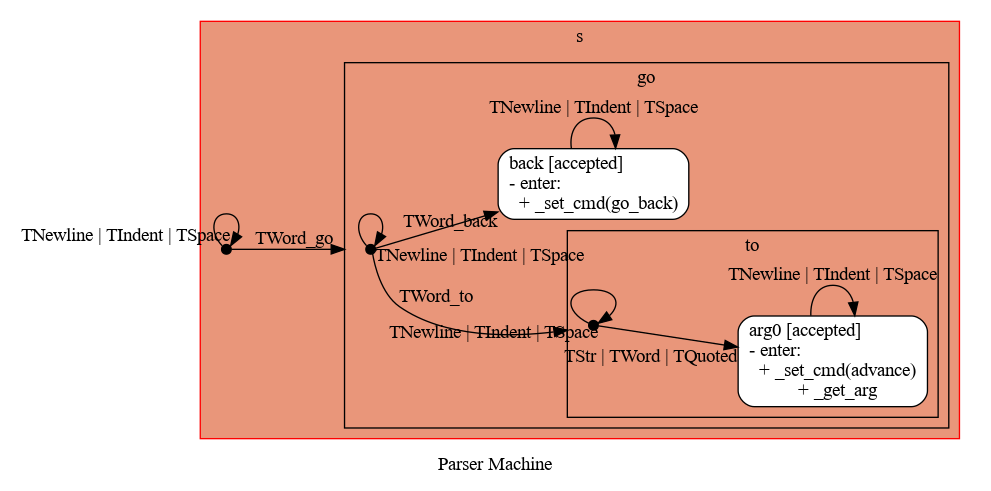 s
go
TNewline | TIndent | TSpace
back [accepted]
- enter:
+ _set_cmd(go_back)
TWord_back
TNewline | TIndent | TSpace
TWord_go
TNewline | TIndent | TSpace
to
TNewline | TIndent | TSpace
TWord_to
TNewline | TIndent | TSpace
TStr | TWord | TQuoted
arg0 [accepted]
- enter:
+ _set_cmd(advance)
+ _get_arg
Parser Machine